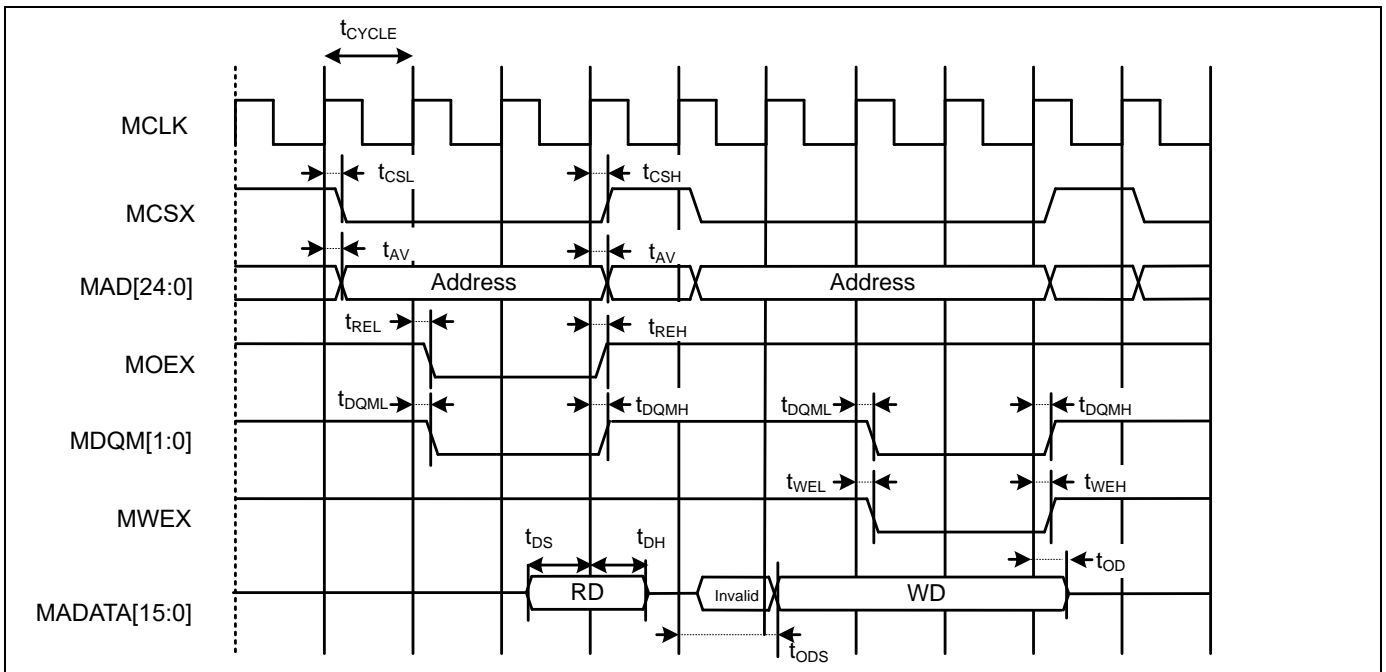 tCYCLE
MCLK
tCSL tCSH
MCSX
tAV tAV
MAD[24:0] Address Address
tREL tREH
MOEX
tDQML tDQMH tDQML tDQMH
MDQM[1:0]
tWEL tWEH
MWEX
tDS tDH
tOD
RD Invalid WD
MADATA[15:0]
tODS